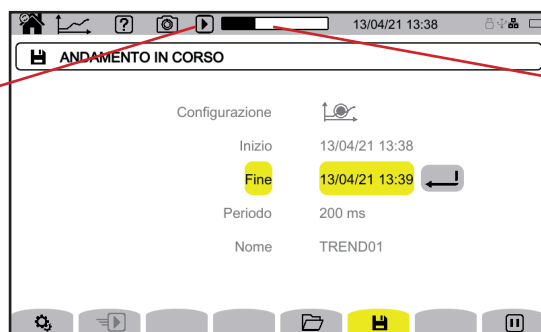 13/04/21 13:38
ANDAMENTO IN CORSO
Configurazione
Inizio 13/04/21 13:38
Fine 13/04/21 13:39
Periodo 200 ms
Nome TREND01